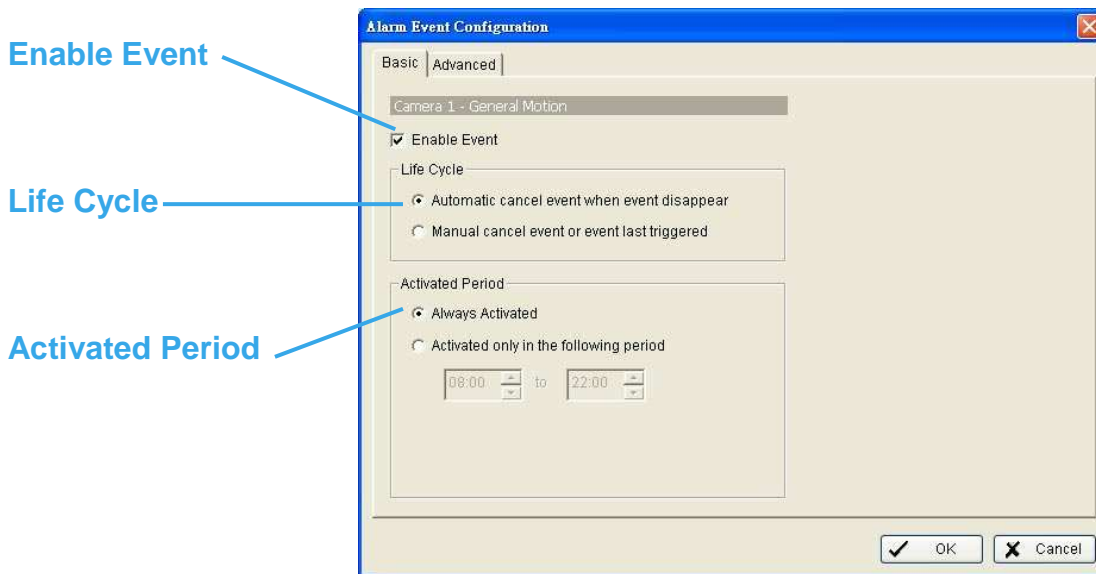 Alarm Event Configuration
Enable Event
Basic Advanced
Camera 1 - General Motion
Enable Event
Life Cycle
Life Cycle
Automatic cancel event when event disappear
Manual cancel event or event last triggered
Activated Period
Activated Period
Always Activated
Activated only in the following period
08:00 to 22:00
OK Cancel